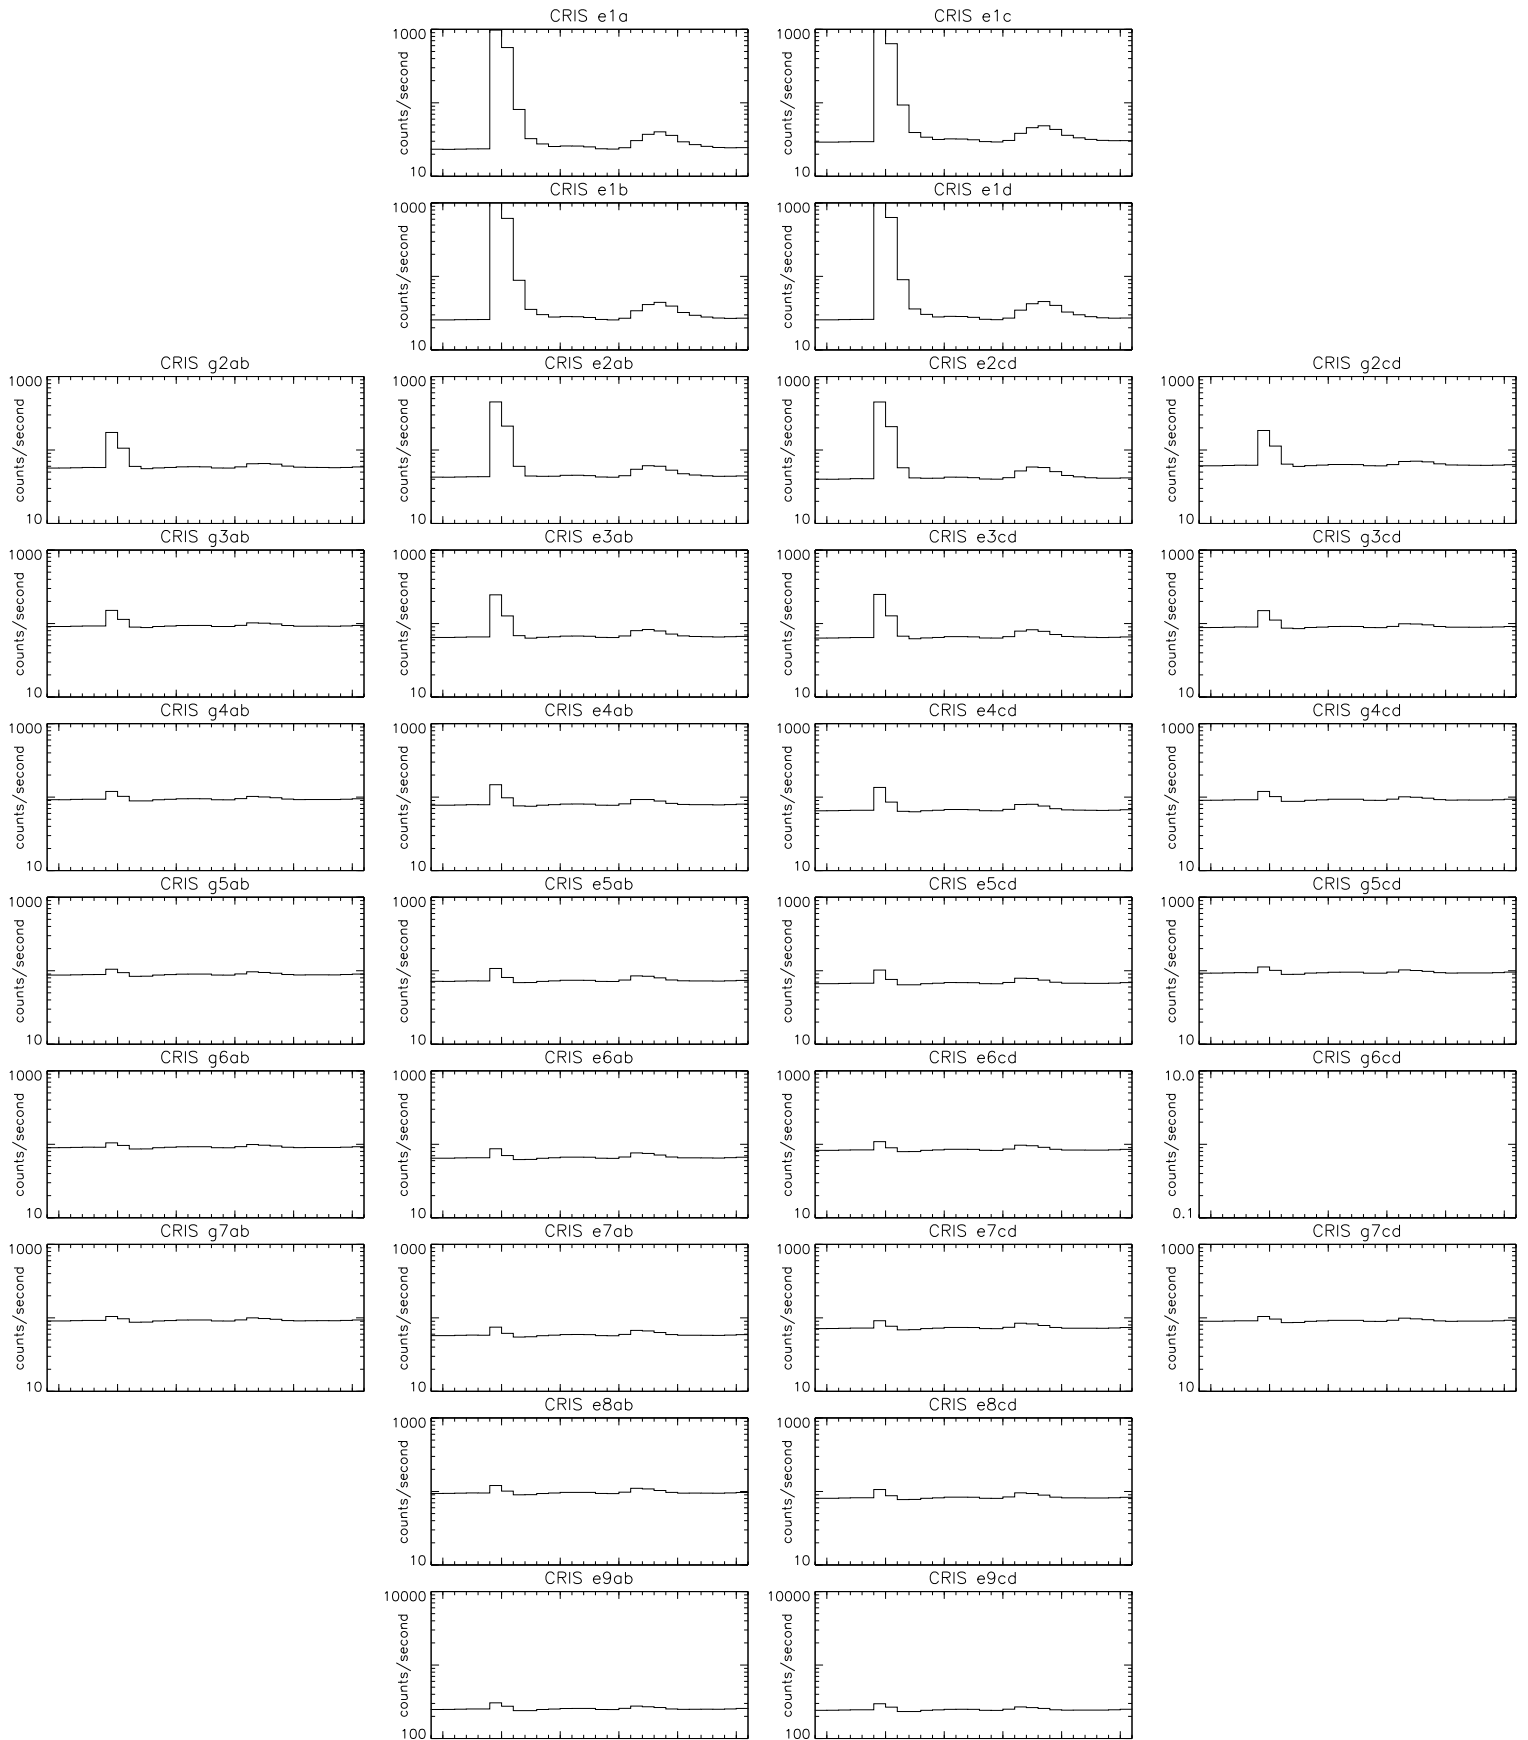 CRIS e1a
CRIS e1c
1000
counts/second
10
1000
counts/second
10
CRIS e1b
CRIS e1d
1000
counts/second
10
1000
counts/second
10
CRIS g2ab
CRIS e2ab
CRIS e2cd
CRIS g2cd
1000
counts/second
10
1000
counts/second
10
1000
counts/second
10
1000
counts/second
10
CRIS g3ab
CRIS e3ab
CRIS e3cd
CRIS g3cd
1000
counts/second
10
1000
counts/second
10
1000
counts/second
10
1000
counts/second
10
CRIS g4ab
CRIS e4ab
CRIS e4cd
CRIS g4cd
1000
counts/second
10
1000
counts/second
10
1000
counts/second
10
1000
counts/second
10
CRIS g5ab
CRIS e5ab
CRIS e5cd
CRIS g5cd
1000
counts/second
10
1000
counts/second
10
1000
counts/second
10
1000
counts/second
10
CRIS g6ab
CRIS e6ab
CRIS e6cd
CRIS g6cd
1000
counts/second
10
1000
counts/second
10
1000
counts/second
10
10.0
counts/second
0.1
CRIS g7ab
CRIS e7ab
CRIS e7cd
CRIS g7cd
1000
counts/second
10
1000
counts/second
10
1000
counts/second
10
1000
counts/second
10
CRIS e8ab
CRIS e8cd
1000
counts/second
10
1000
counts/second
10
CRIS e9ab
CRIS e9cd
10000
counts/second
100
10000
counts/second
100